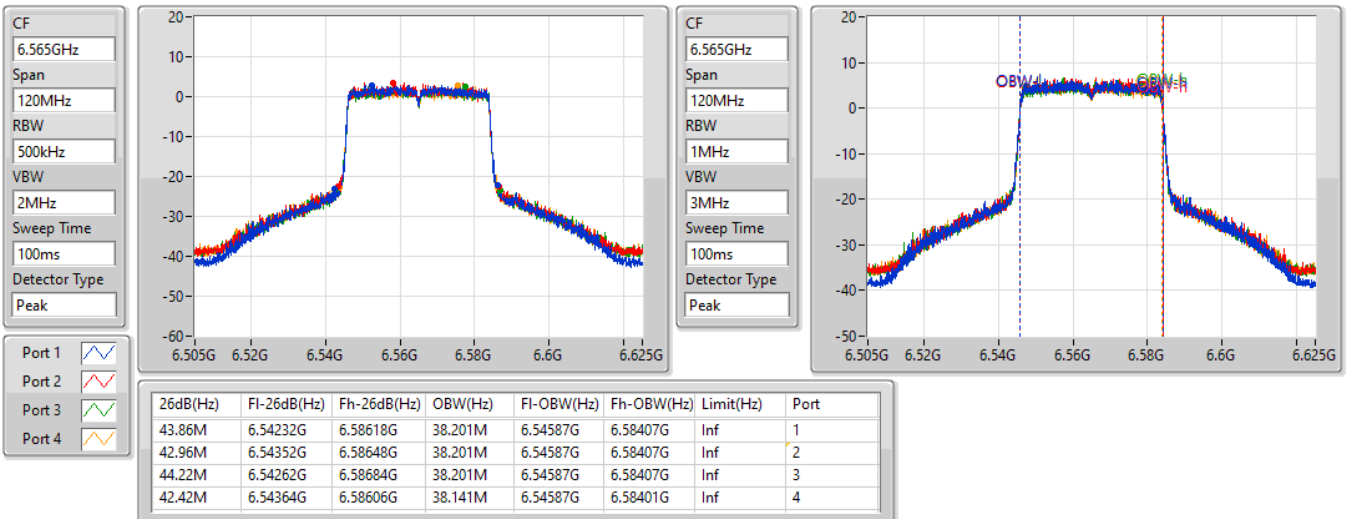 CF
6.565GHz
Span
120MHz
RBW
500kHz
VBW
2MHz
Sweep Time
100ms
Detector Type
Peak
20
10
0
-10
-20
-30
-40
-50
-60
6.505G 6.52G 6.54G 6.56G 6.58G 6.6G 6.625G
CF
6.565GHz
Span
120MHz
RBW
1MHz
VBW
3MHz
Sweep Time
100ms
Detector Type
Peak
20
10
0
-10
-20
-30
-40
-50
OBW-l OBW-h
6.505G 6.52G 6.54G 6.56G 6.58G 6.6G 6.625G
Port 1
Port 2
Port 3
Port 4
26dB(Hz) Fl-26dB(Hz) Fh-26dB(Hz) OBW(Hz) Fl-OBW(Hz) Fh-OBW(Hz) Limit(Hz) Port
43.86M 6.54232G 6.58618G 38.201M 6.54587G 6.58407G Inf 1
42.96M 6.54352G 6.58648G 38.201M 6.54587G 6.58407G Inf 2
44.22M 6.54262G 6.58684G 38.201M 6.54587G 6.58407G Inf 3
42.42M 6.54364G 6.58606G 38.141M 6.54587G 6.58401G Inf 4